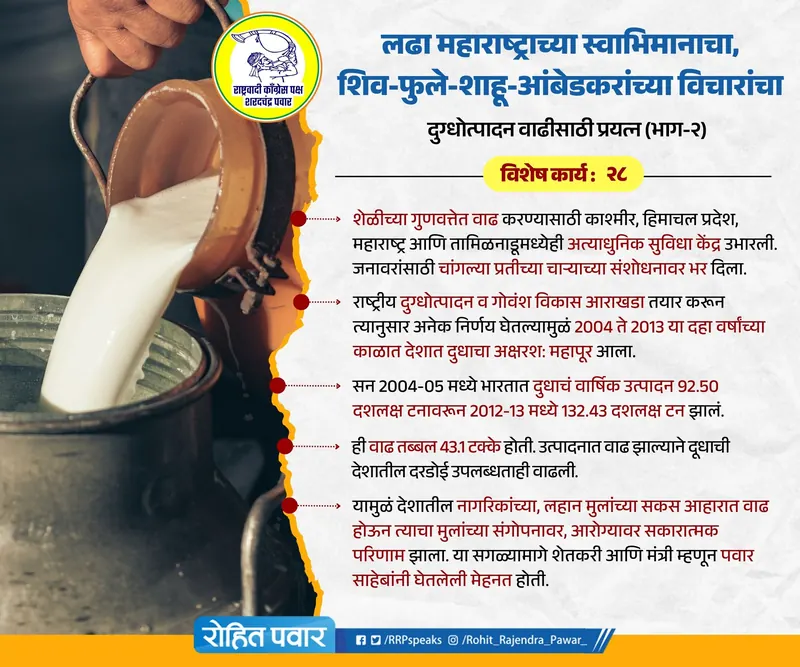 राष्ट्रवादी काँग्रेस पक्ष
शरदचंद्र पवार
लढा महाराष्ट्राच्या स्वाभिमानाचा,
शिव-फुले-शाहू-आंबेडकरांच्या विचारांचा
दुग्धोत्पादन वाढीसाठी प्रयत्न (भाग-२)
विशेष कार्य : २८
शेळीच्या गुणवत्तेत वाढ करण्यासाठी काश्मीर, हिमाचल प्रदेश,
महाराष्ट्र आणि तामिळनाडूमध्येही अत्याधुनिक सुविधा केंद्र उभारली.
जनावरांसाठी चांगल्या प्रतीच्या चाऱ्याच्या संशोधनावर भर दिला.
राष्ट्रीय दुग्धोत्पादन व गोवंश विकास आराखडा तयार करून
त्यानुसार अनेक निर्णय घेतल्यामुळं 2004 ते 2013 या दहा वर्षांच्या
काळात देशात दुधाचा अक्षरश: महापूर आला.
सन 2004-05 मध्ये भारतात दुधाचं वार्षिक उत्पादन 92.50
दशलक्ष टनावरून 2012-13 मध्ये 132.43 दशलक्ष टन झालं.
ही वाढ तब्बल 43.1 टक्के होती. उत्पादनात वाढ झाल्याने दूधाची
देशातील दरडोई उपलब्धताही वाढली.
यामुळं देशातील नागरिकांच्या, लहान मुलांच्या सकस आहारात वाढ
होऊन त्याचा मुलांच्या संगोपनावर, आरोग्यावर सकारात्मक
परिणाम झाला. या सगळ्यामागे शेतकरी आणि मंत्री म्हणून पवार
साहेबांनी घेतलेली मेहनत होती.
रोहित पवार
/RRPspeaks /Rohit_Rajendra_Pawar_